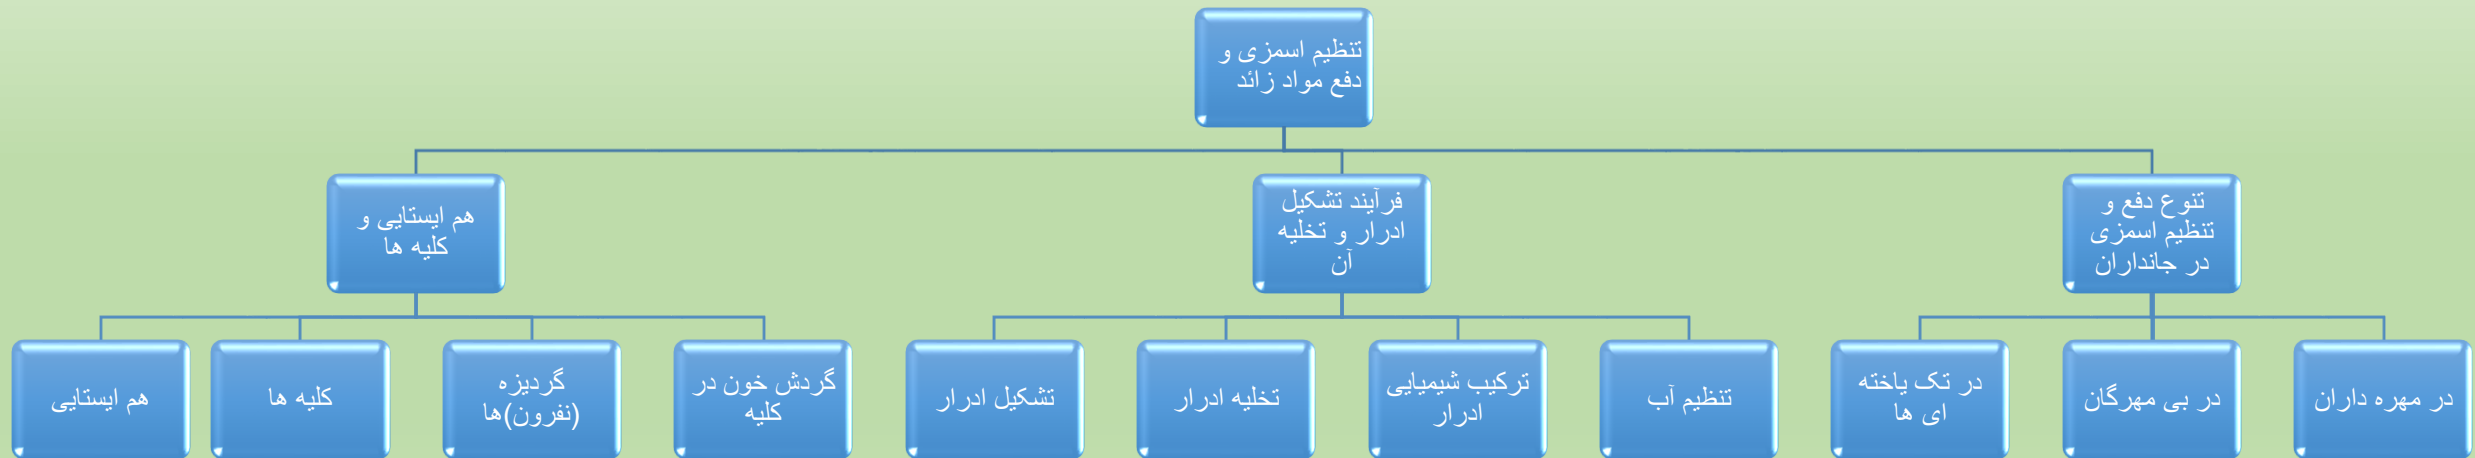 تنظیم اسمزی و
دفع مواد زائد
هم ایستایی و
کلیه ها
فرآیند تشکیل
ادرار و تخلیه
آن
تنوع دفع و
تنظیم اسمزی
در جانداران
هم ایستایی
کلیه ها
گردیزه
(نفرون)ها
گردش خون در
کلیه
تشکیل ادرار
تخلیه ادرار
ترکیب شیمیایی
ادرار
تنظیم آب
در تک یاخته
ای ها
در بی مهرگان
در مهره داران